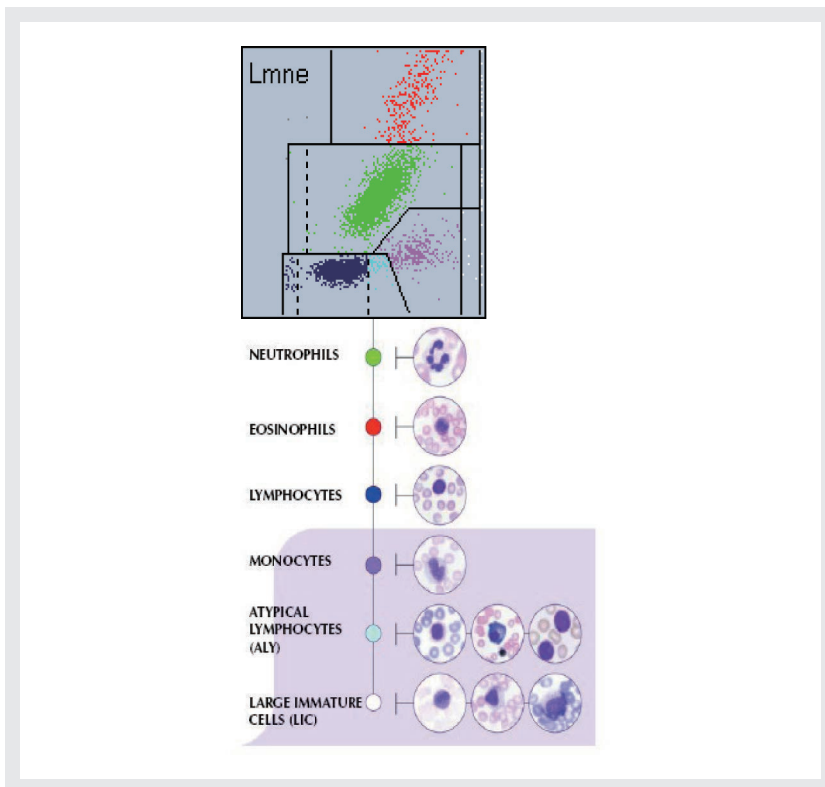 Lmne
NEUTROPHILS
EOSINOPHILS
LYMPHOCYTES
MONOCYTES
ATYPICAL
LYMPHOCYTES
(ALY)
LARGE IMMATURE
CELLS (LIC)